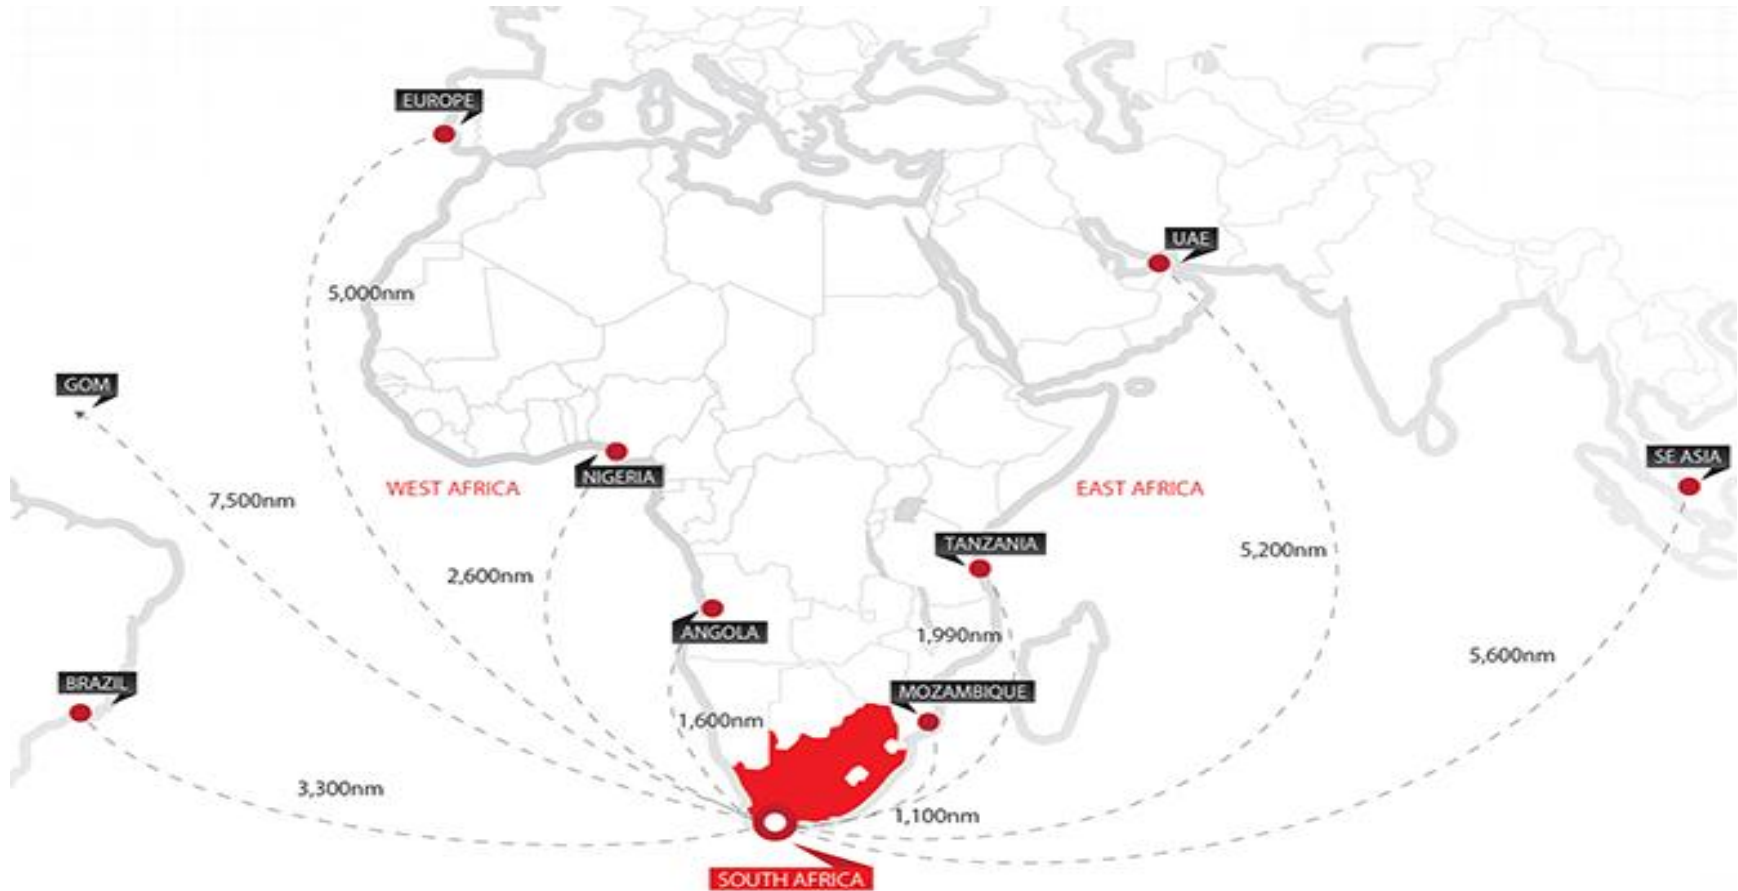 EUROPE
UAE
5,000nm
GOM
SE ASIA
NIGERIA
WEST AFRICA
EAST AFRICA
7,500nm
TANZANIA
5,200nm
2,600nm
ANGOLA
1,990nm
5,600nm
BRAZIL
MOZAMBIQUE
1,600nm
3,300nm
1,100nm
SOUTH AFRICA